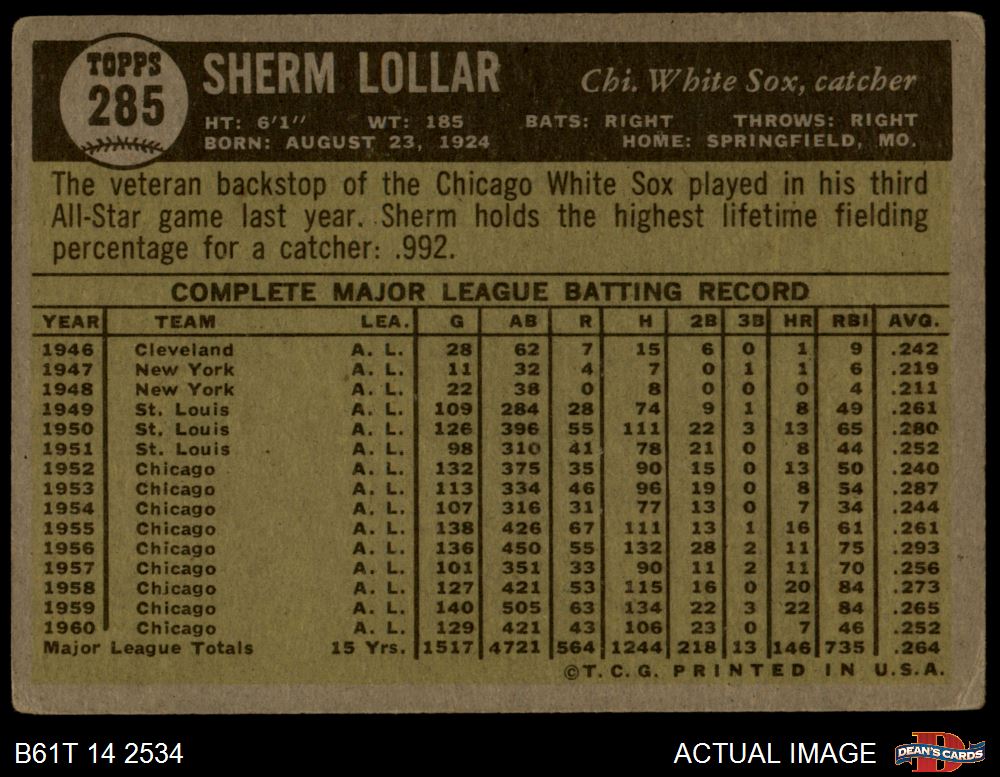 TOPPS
285
SHERM LOLLAR
Chi. White Sox, catcher
HT: 6'1" WT: 185 BATS: RIGHT THROWS: RIGHT
BORN: AUGUST 23, 1924 HOME: SPRINGFIELD, MO.
The veteran backstop of the Chicago White Sox played in his third
All-Star game last year. Sherm holds the highest lifetime fielding
percentage for a catcher: .992.
COMPLETE MAJOR LEAGUE BATTING RECORD
YEAR TEAM LEA. G AB R H 2B 3B HR RBI AVG.
1946 Cleveland A. L. 28 62 7 15 6 0 1 9 .242
1947 New York A. L. 11 32 4 7 0 1 1 6 .219
1948 New York A. L. 22 38 0 8 0 0 0 4 .211
1949 St. Louis A. L. 109 284 28 74 9 1 8 49 .261
1950 St. Louis A. L. 126 396 55 111 22 3 13 65 .280
1951 St. Louis A. L. 98 310 41 78 21 0 8 44 .252
1952 Chicago A. L. 132 375 35 90 15 0 13 50 .240
1953 Chicago A. L. 113 334 46 96 19 0 8 54 .287
1954 Chicago A. L. 107 316 31 77 13 0 7 34 .244
1955 Chicago A. L. 138 426 67 111 13 1 16 61 .261
1956 Chicago A. L. 136 450 55 132 28 2 11 75 .293
1957 Chicago A. L. 101 351 33 90 11 2 11 70 .256
1958 Chicago A. L. 127 421 53 115 16 0 20 84 .273
1959 Chicago A. L. 140 505 63 134 22 3 22 84 .265
1960 Chicago A. L. 129 421 43 106 23 0 7 46 .252
Major League Totals 15 Yrs. 1517 4721 564 1244 218 13 146 735 .264
©T. C. G. PRINTED IN U.S.A.
B61T 14 2534
ACTUAL IMAGE
DEAN'S CARDS